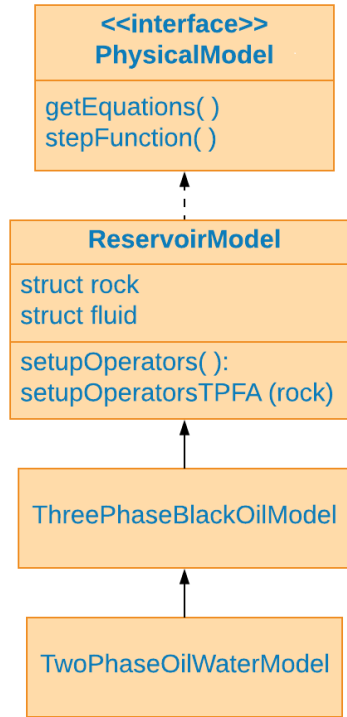 <<interface>>
PhysicalModel
getEquations( )
stepFunction( )
ReservoirModel
struct rock
struct fluid
setupOperators( ):
setupOperatorsTPFA (rock)
ThreePhaseBlackOilModel
TwoPhaseOilWaterModel